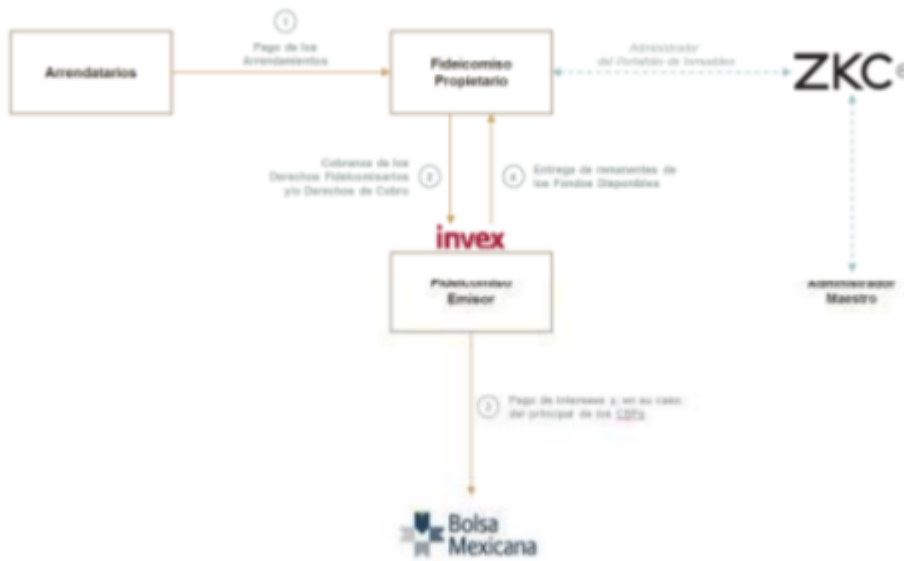 1
Pago de los
Arrendamientos
Arrendatarios
Fideicomiso
Propietario
Administrador
del Portafolio de Inmuebles
ZKC
Cobranza de los
Derechos Fideicomisarios
y/o Derechos de Cobro
2
4
Entrega de remanentes de
los Fondos Disponibles
invex
Fideicomiso
Emisor
Administrador
Maestro
3
Pago de intereses y, en su caso,
del principal de los CBFs
Bolsa
Mexicana